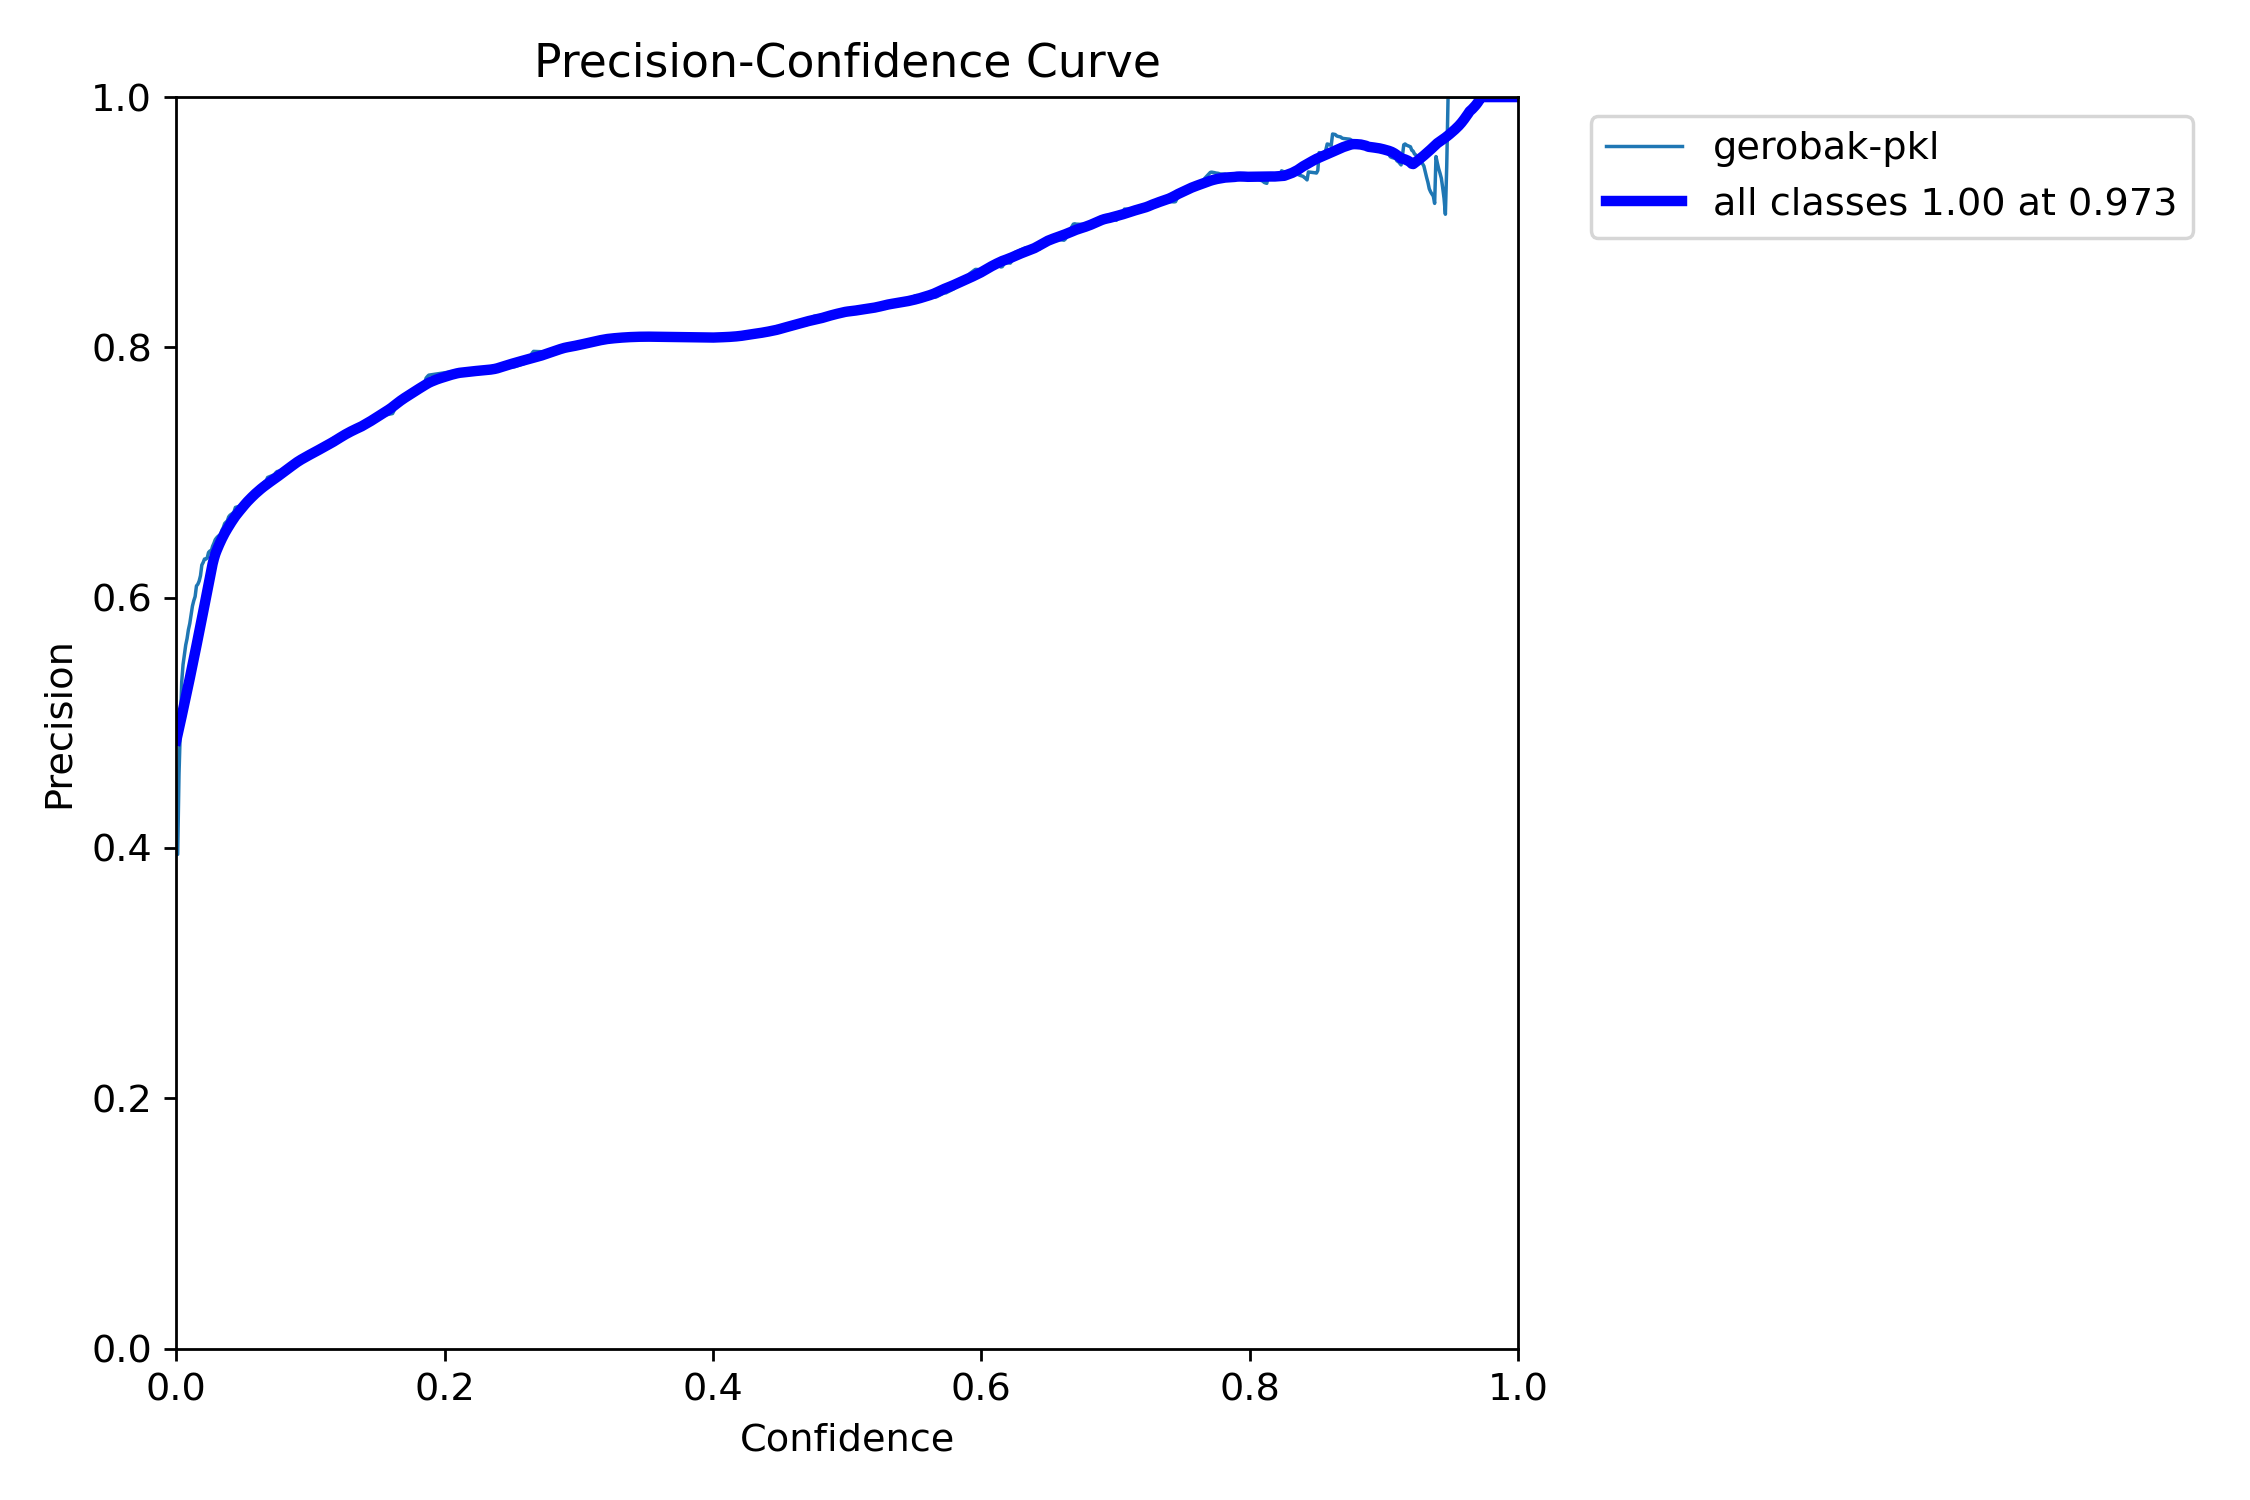 Precision-Confidence Curve
1.0
0.8
0.6
0.4
0.2
0.0
Precision
0.0 0.2 0.4 0.6 0.8 1.0
Confidence
gerobak-pkl
all classes 1.00 at 0.973